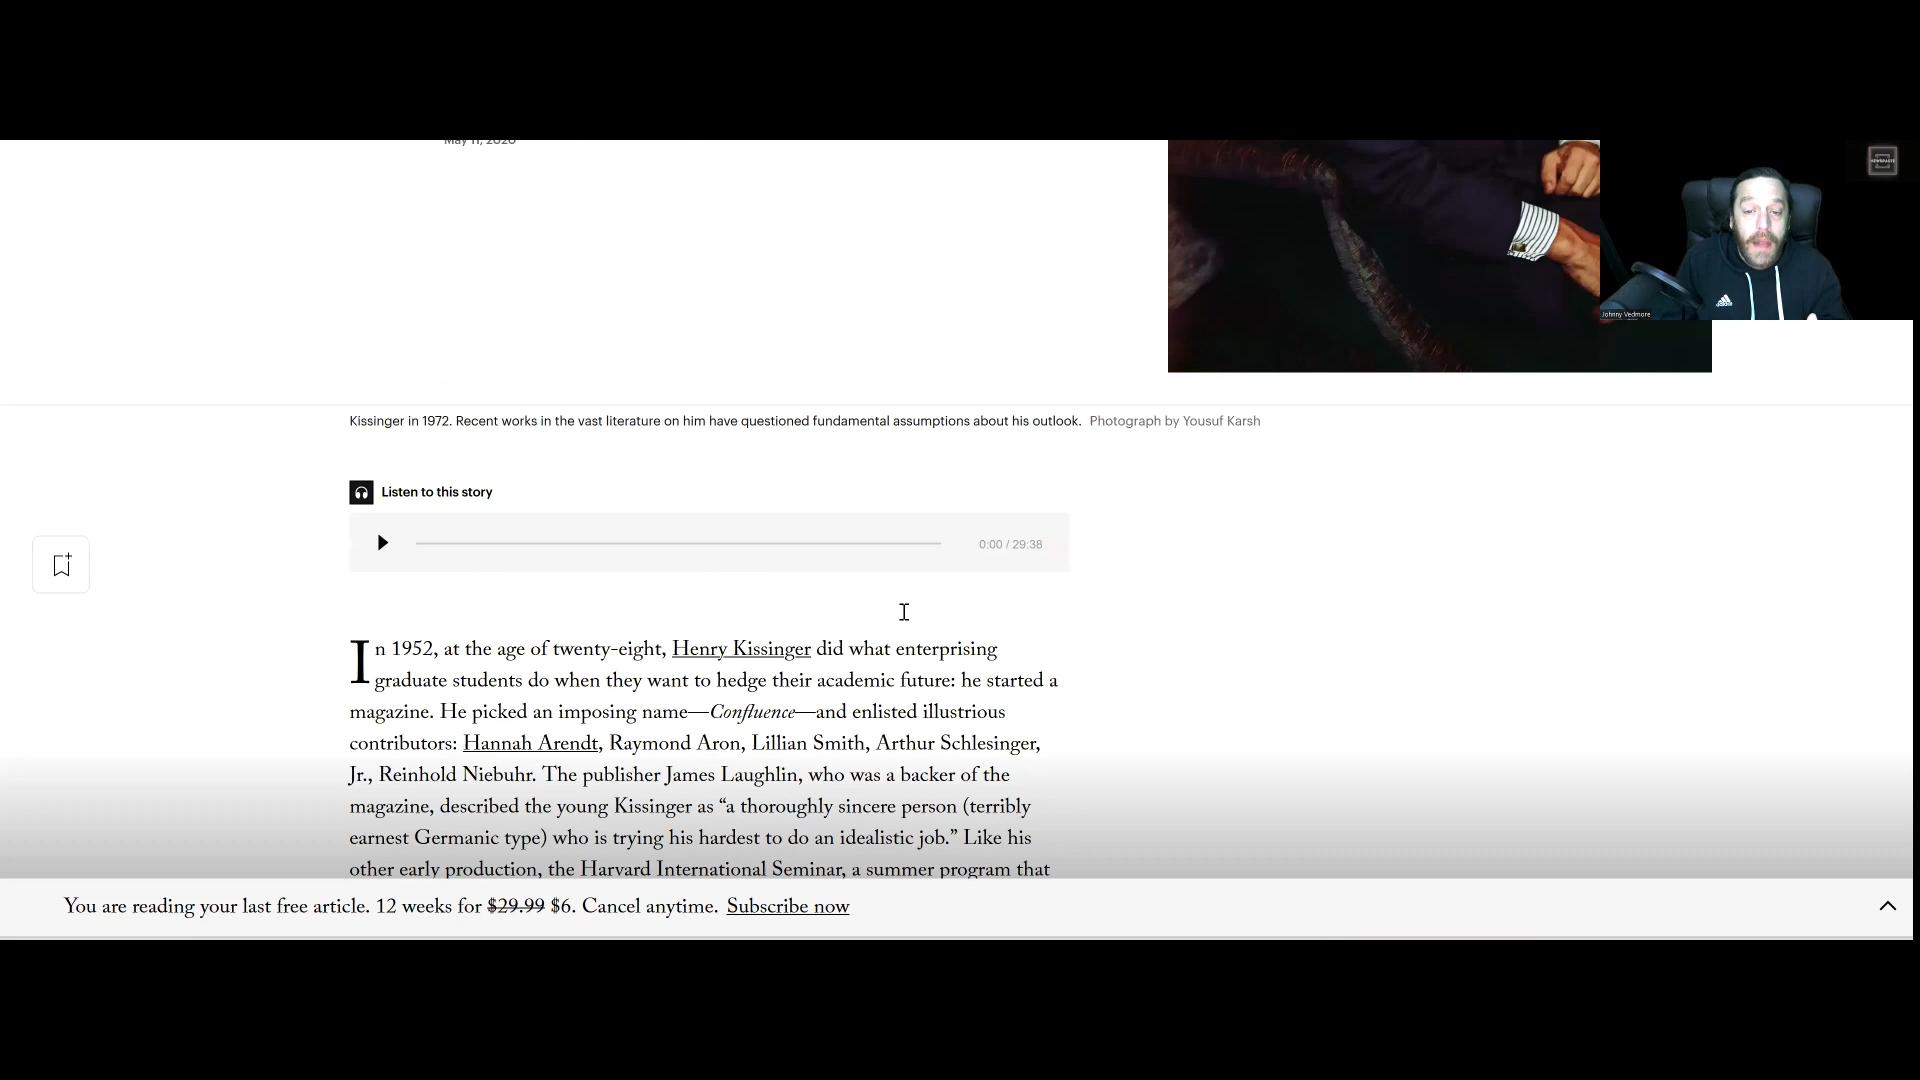 May 11, 2020
Johnny Vedmore
Kissinger in 1972. Recent works in the vast literature on him have questioned fundamental assumptions about his outlook. Photograph by Yousuf Karsh
Listen to this story
0:00 / 29:38
In 1952, at the age of twenty-eight, Henry Kissinger did what enterprising
graduate students do when they want to hedge their academic future: he started a
magazine. He picked an imposing name—Confluence—and enlisted illustrious
contributors: Hannah Arendt, Raymond Aron, Lillian Smith, Arthur Schlesinger,
Jr., Reinhold Niebuhr. The publisher James Laughlin, who was a backer of the
magazine, described the young Kissinger as “a thoroughly sincere person (terribly
earnest Germanic type) who is trying his hardest to do an idealistic job.” Like his
other early production, the Harvard International Seminar, a summer program that
You are reading your last free article. 12 weeks for $29.99 $6. Cancel anytime. Subscribe now